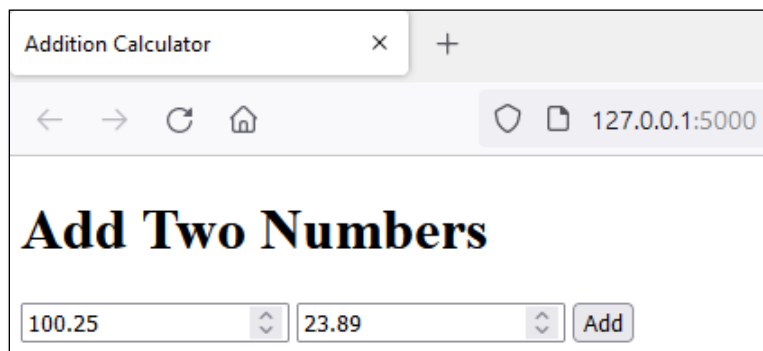 Addition Calculator
127.0.0.1:5000
Add Two Numbers
100.25 23.89 Add